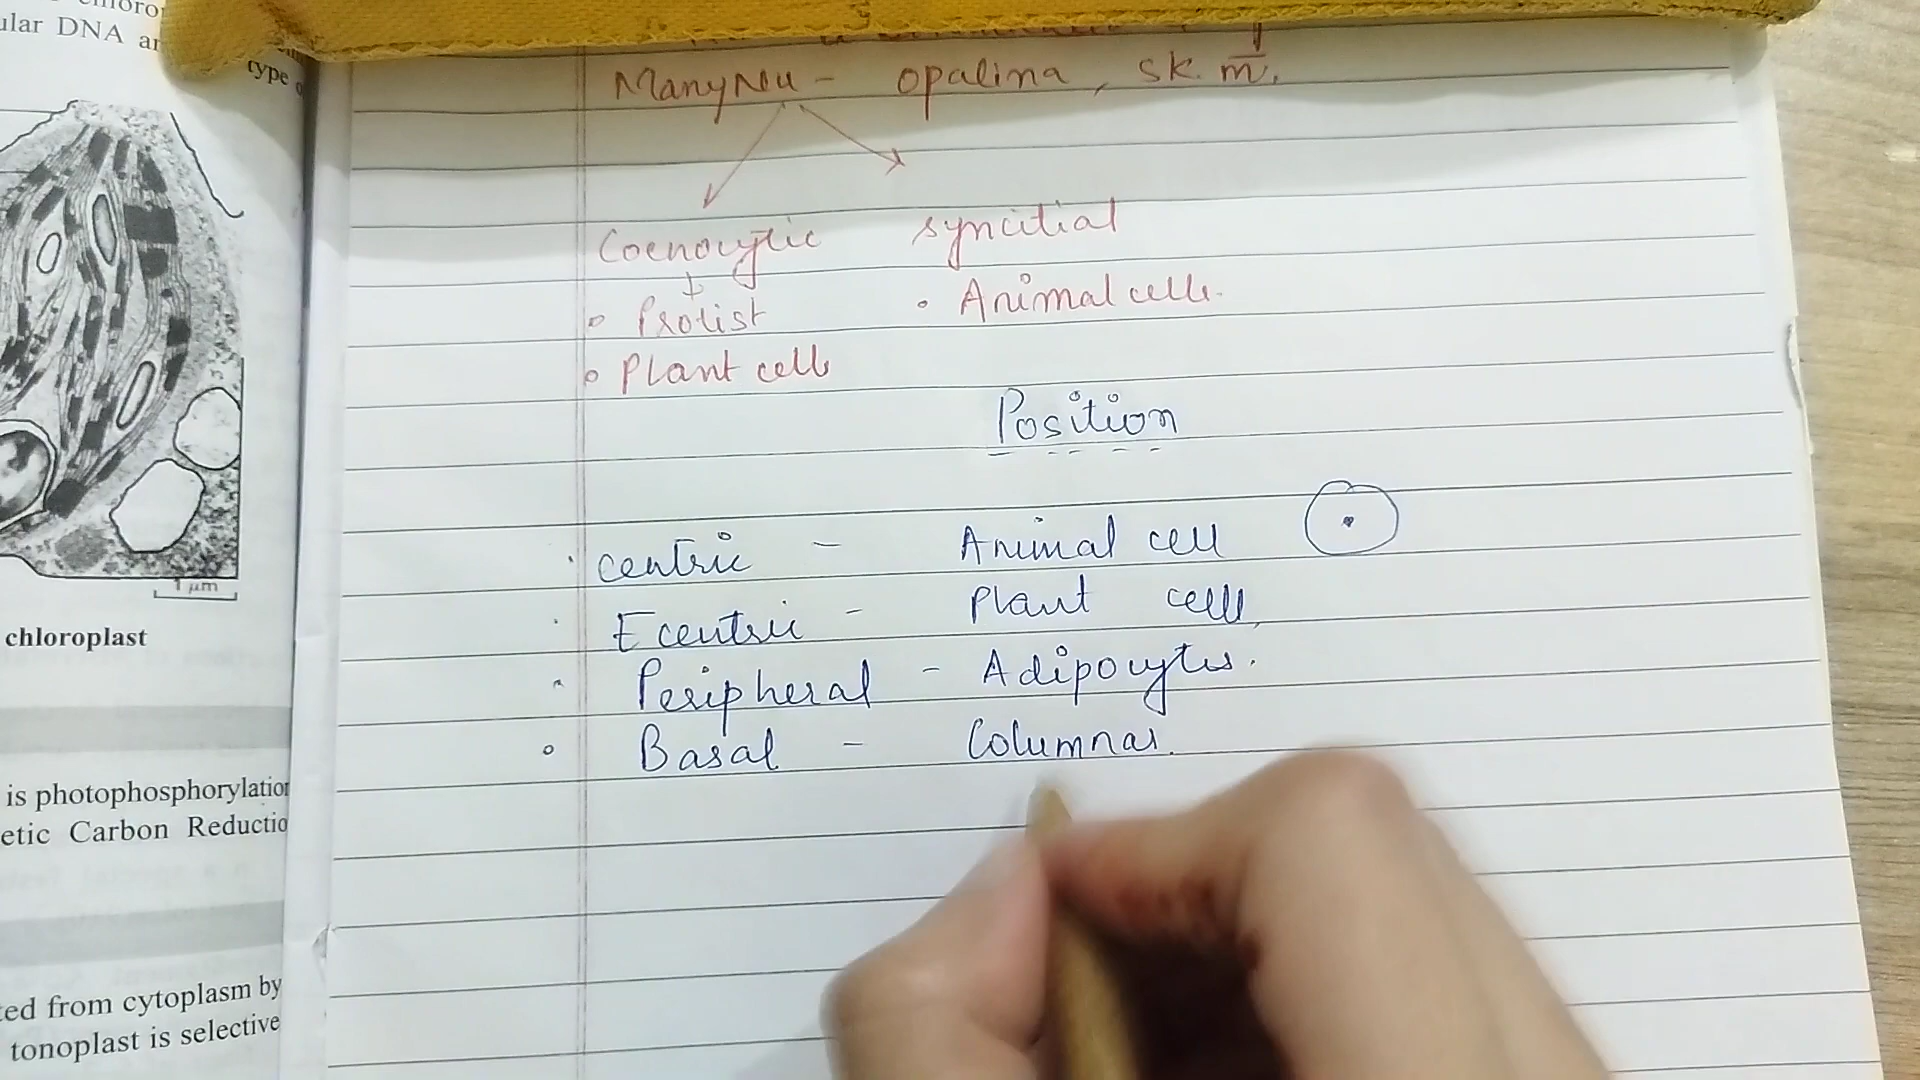 ular DNA ar
type
1 µm
chloroplast
is photophosphorylation
etic Carbon Reductio
ted from cytoplasm by
tonoplast is selective
Many Nu - opalina, sk. m.
Coenocytic syncitial
Protist • Animal cells.
Plant cells
Position
centric - Animal cell
Ecentric - Plant cell
Peripheral - Adipocytes.
Basal - Columnar.